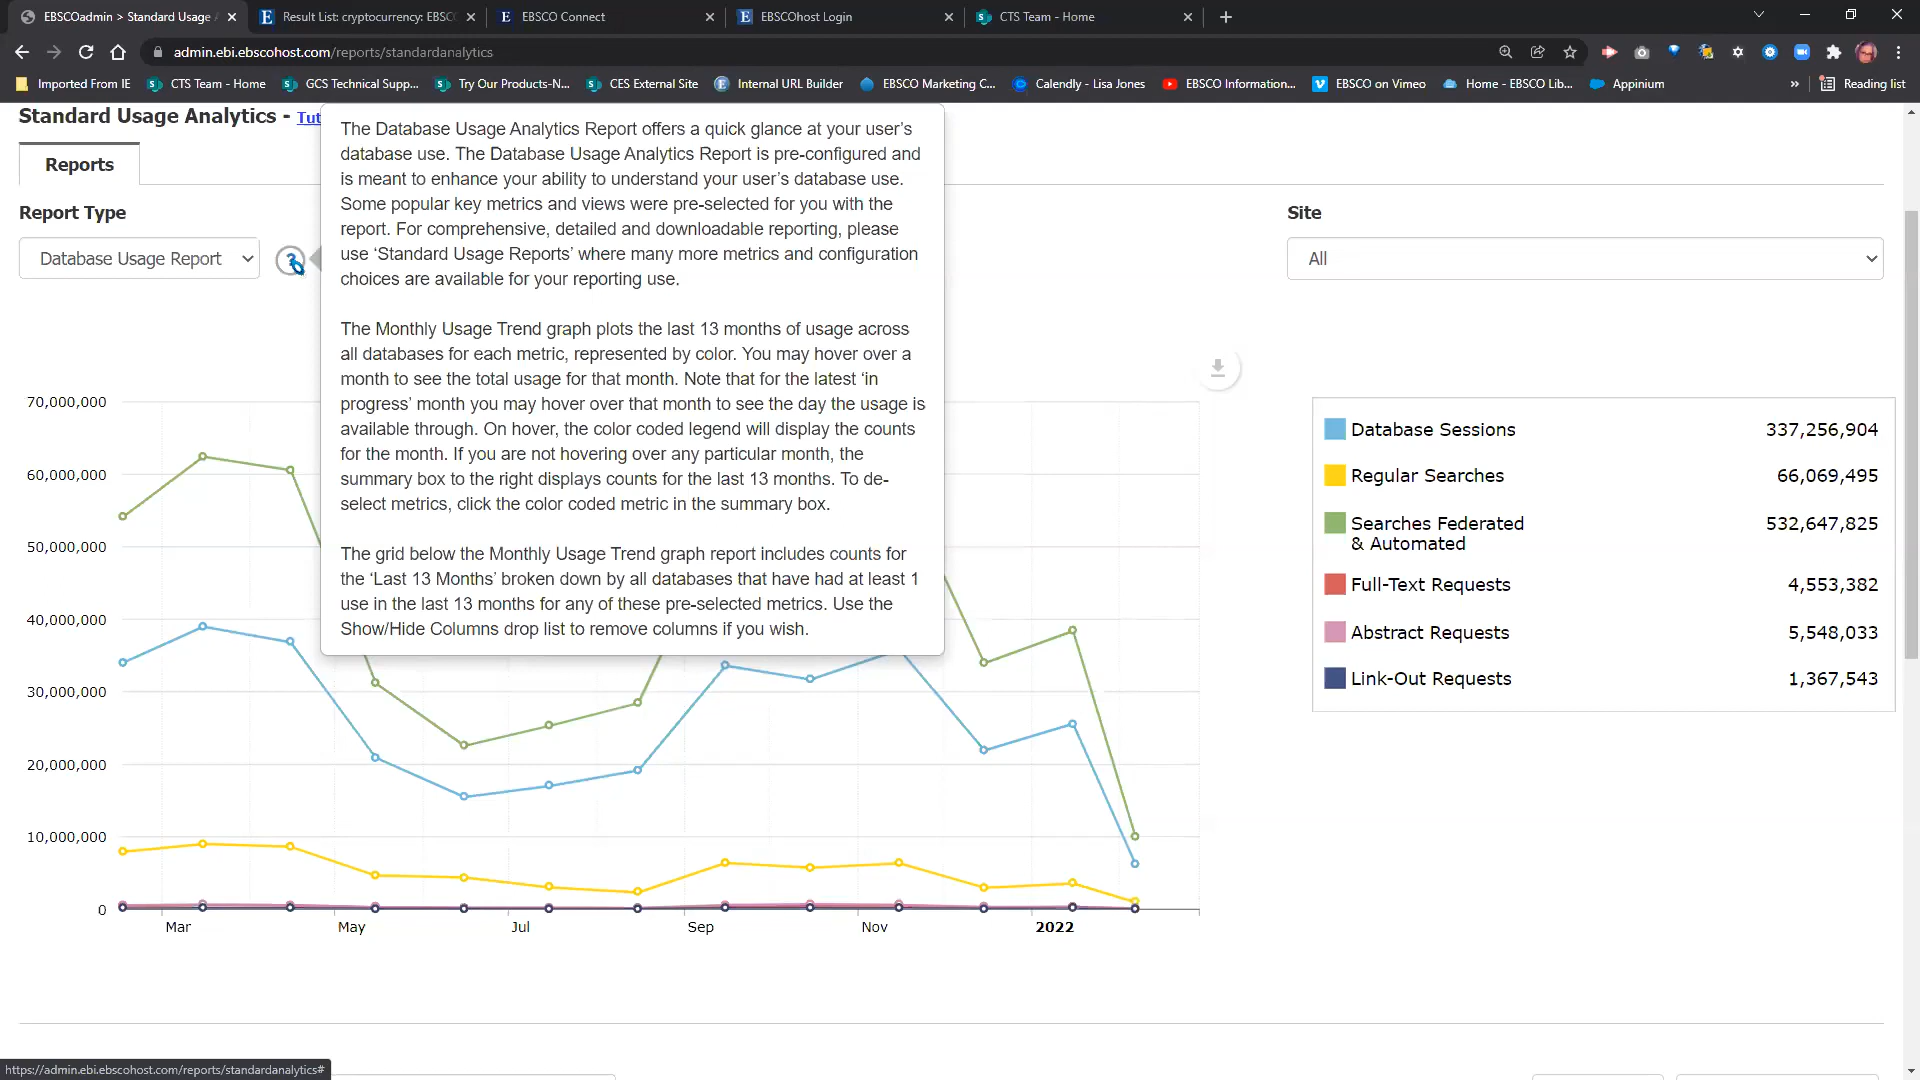 EBSCOadmin > Standard Usage
Result List: cryptocurrency: EBSC
EBSCO Connect
EBSCOhost Login
CTS Team - Home
admin.ebi.ebscohost.com/reports/standardanalytics
Imported From IE
CTS Team - Home
GCS Technical Supp...
Try Our Products-N...
CES External Site
Internal URL Builder
EBSCO Marketing C...
Calendly - Lisa Jones
EBSCO Information...
EBSCO on Vimeo
Home - EBSCO Lib...
Appinium
»
Reading list
Standard Usage Analytics - Tut
Reports
Report Type
Database Usage Report
?
The Database Usage Analytics Report offers a quick glance at your user’s
database use. The Database Usage Analytics Report is pre-configured and
is meant to enhance your ability to understand your user’s database use.
Some popular key metrics and views were pre-selected for you with the
report. For comprehensive, detailed and downloadable reporting, please
use ‘Standard Usage Reports’ where many more metrics and configuration
choices are available for your reporting use.
The Monthly Usage Trend graph plots the last 13 months of usage across
all databases for each metric, represented by color. You may hover over a
month to see the total usage for that month. Note that for the latest ‘in
progress’ month you may hover over that month to see the day the usage is
available through. On hover, the color coded legend will display the counts
for the month. If you are not hovering over any particular month, the
summary box to the right displays counts for the last 13 months. To de-
select metrics, click the color coded metric in the summary box.
The grid below the Monthly Usage Trend graph report includes counts for
the ‘Last 13 Months’ broken down by all databases that have had at least 1
use in the last 13 months for any of these pre-selected metrics. Use the
Show/Hide Columns drop list to remove columns if you wish.
Site
All
70,000,000
60,000,000
50,000,000
40,000,000
30,000,000
20,000,000
10,000,000
0
Mar
May
Jul
Sep
Nov
2022
Database Sessions 337,256,904
Regular Searches 66,069,495
Searches Federated 532,647,825
& Automated
Full-Text Requests 4,553,382
Abstract Requests 5,548,033
Link-Out Requests 1,367,543
https://admin.ebi.ebscohost.com/reports/standardanalytics#